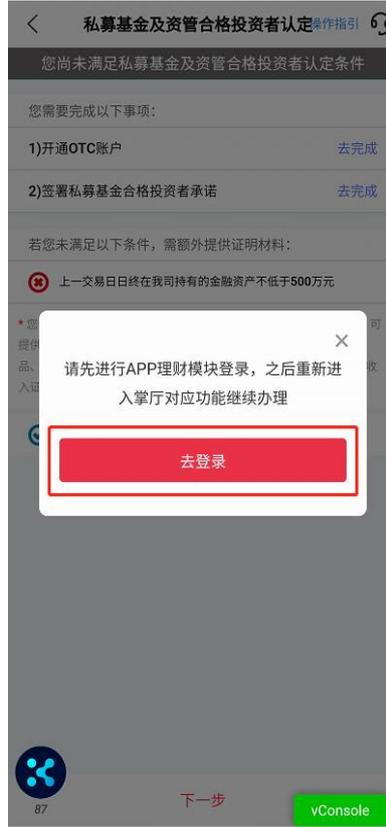 私募基金及资管合格投资者认定操作指引
您尚未满足私募基金及资管合格投资者认定条件
您需要完成以下事项：
1)开通OTC账户 去完成
2)签署私募基金合格投资者承诺 去完成
若您未满足以下条件，需额外提供证明材料：
上一交易日日终在我司持有的金融资产不低于500万元
*您 可
提供
品、 收
入证
请先进行APP理财模块登录，之后重新进
入掌厅对应功能继续办理
去登录
87
下一步
vConsole